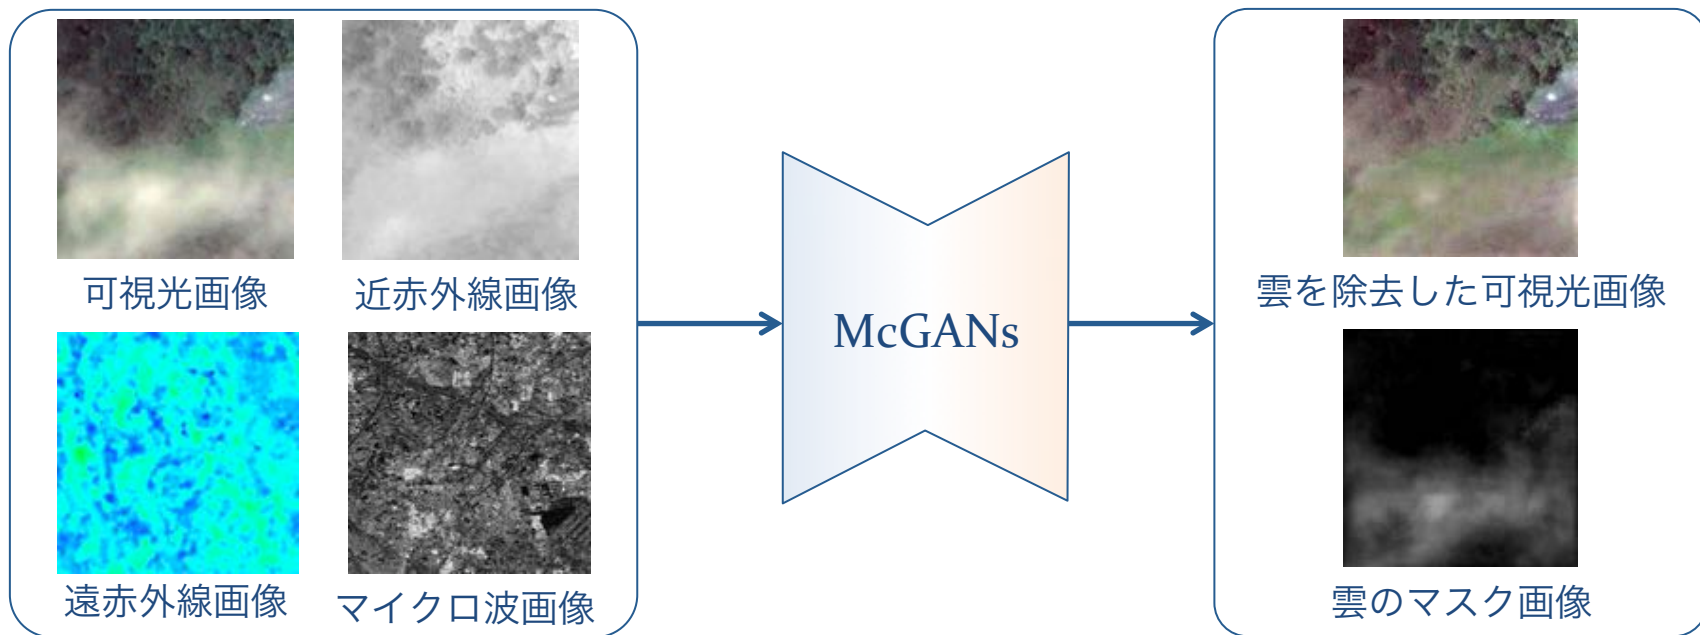 可視光画像
近赤外線画像
遠赤外線画像
マイクロ波画像
McGANs
雲を除去した可視光画像
雲のマスク画像